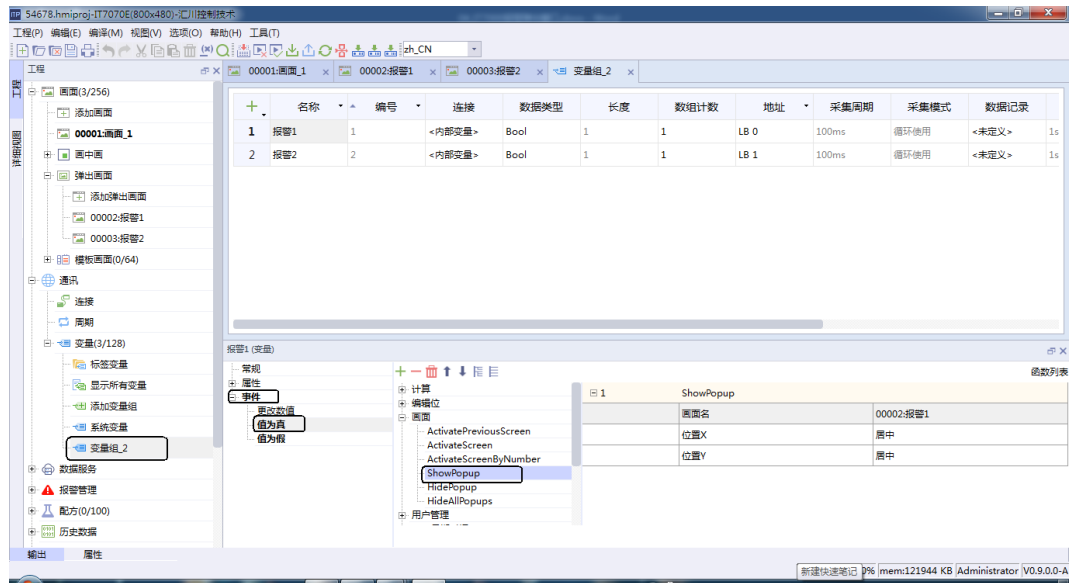 54678.hmiproj-IT7070E(800x480)-汇川控制技术
工程(P) 编辑(E) 编译(M) 视图(V) 选项(O) 帮助(H) 工具(T)
zh_CN
工程
详细视图
工程
画面(3/256)
添加画面
00001:画面_1
画中画
弹出画面
添加弹出画面
00002:报警1
00003:报警2
模板画面(0/64)
通讯
连接
周期
变量(3/128)
标签变量
显示所有变量
添加变量组
系统变量
变量组_2
数据服务
报警管理
配方(0/100)
历史数据
输出 属性
00001:画面_1 × 00002:报警1 × 00003:报警2 × 变量组_2 ×
名称 编号 连接 数据类型 长度 数组计数 地址 采集周期 采集模式 数据记录
1 报警1 1 <内部变量> Bool 1 1 LB 0 100ms 循环使用 <未定义> 1s
2 报警2 2 <内部变量> Bool 1 1 LB 1 100ms 循环使用 <未定义> 1s
报警1 (变量)
常规
属性
事件
更改数值
值为真
值为假
函数列表
计算
编辑位
画面
ActivatePreviousScreen
ActivateScreen
ActivateScreenByNumber
ShowPopup
HidePopup
HideAllPopups
用户管理
1 ShowPopup
画面名 00002:报警1
位置X 居中
位置Y 居中
新建快速笔记 0% mem:121944 KB Administrator V0.9.0.0-A